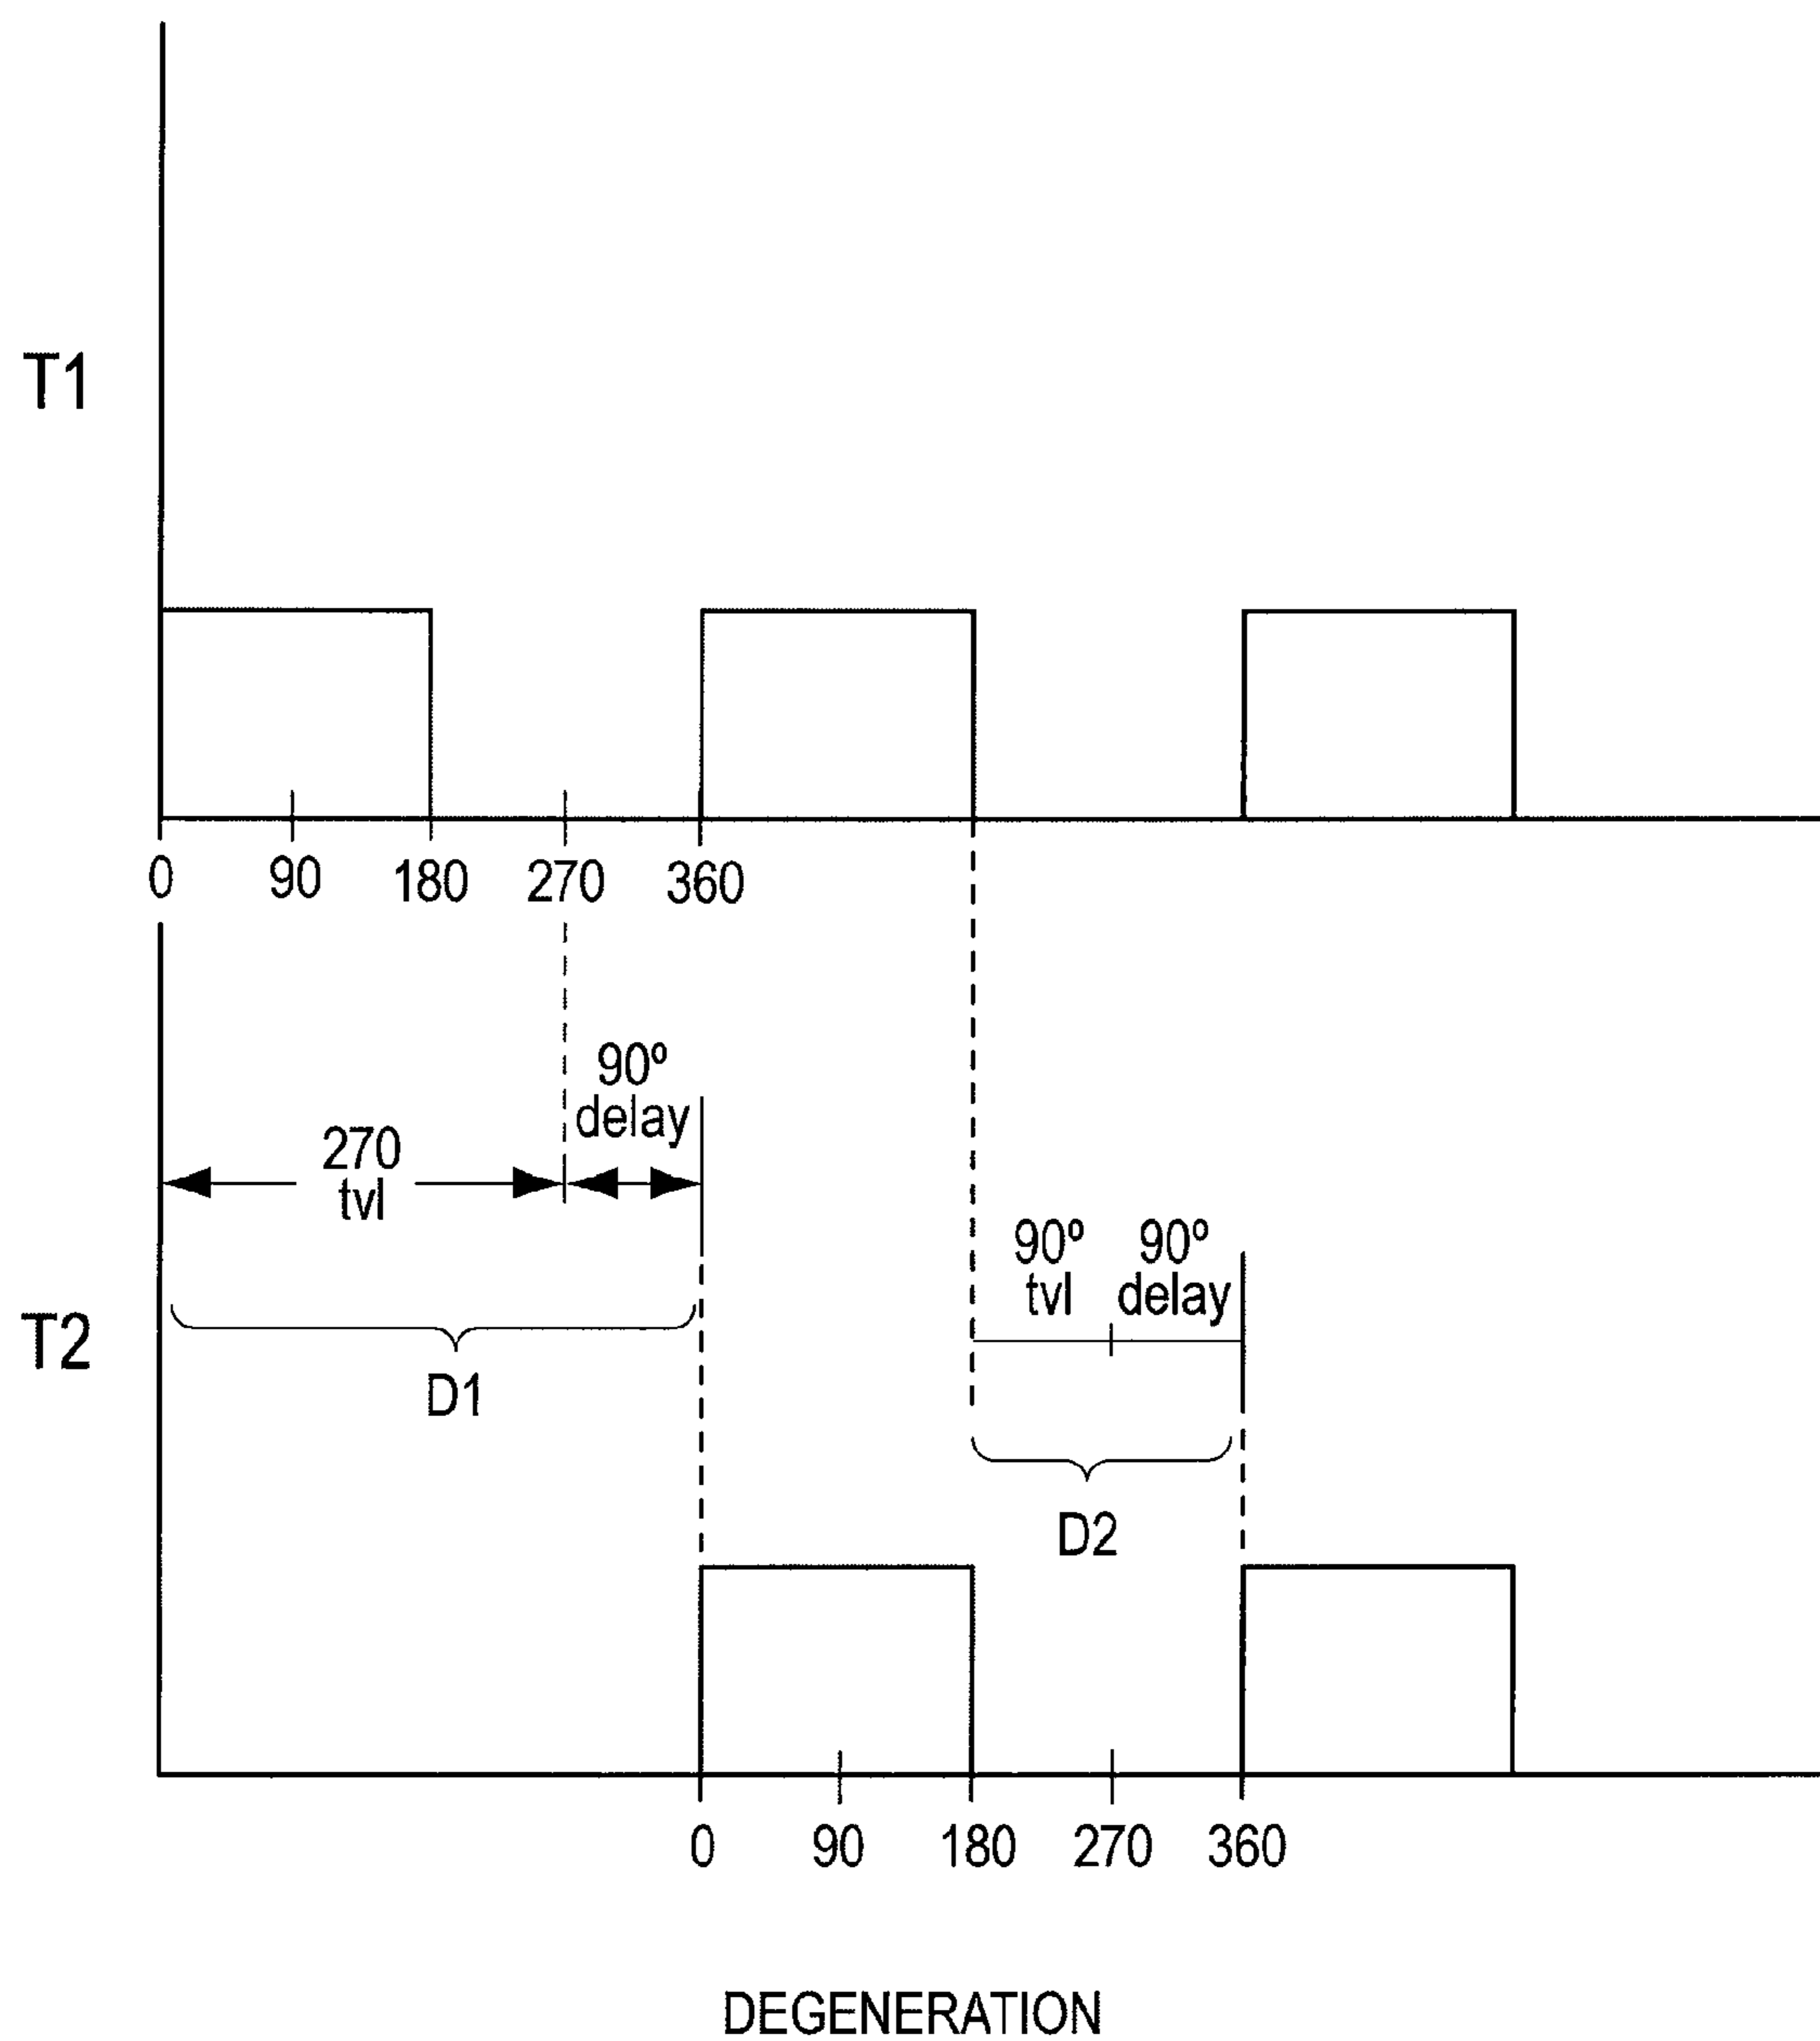 T1
0 90 180 270 360
90º
delay
270
tvl
90º 90º
tvl delay
T2
D1
D2
0 90 180 270 360
DEGENERATION